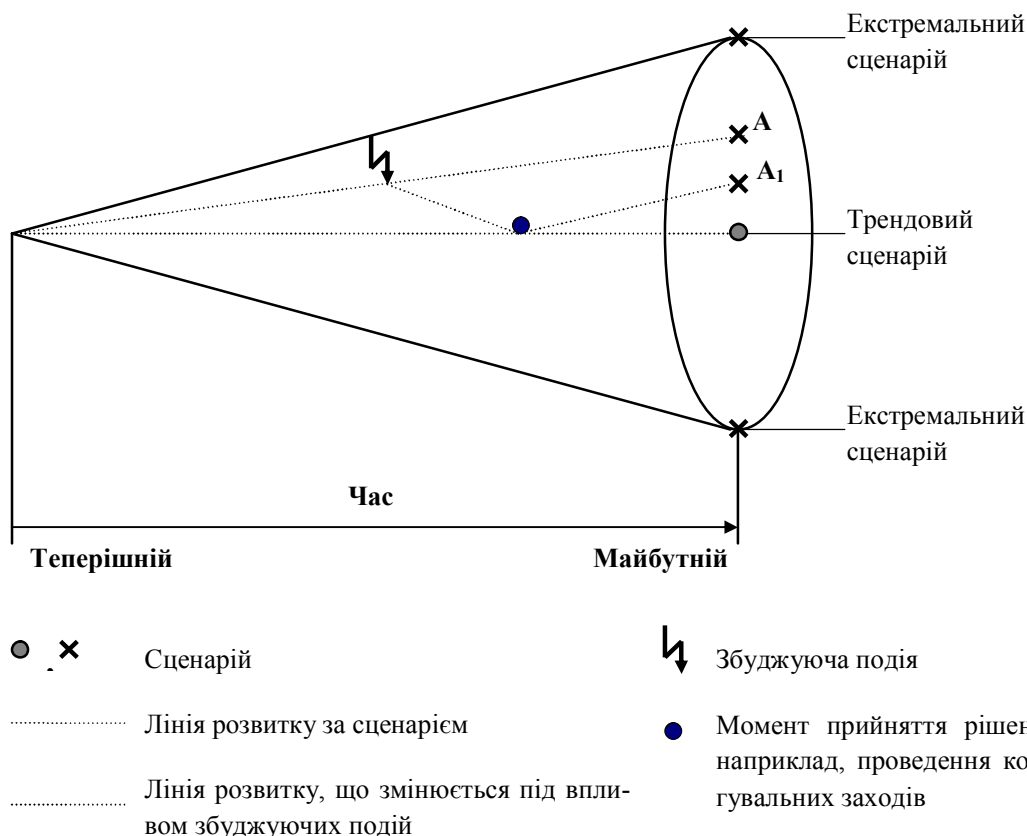 Екстремальний
сценарій
А
А1
Трендовий
сценарій
Екстремальний
сценарій
Час
Теперішній
Майбутній
Сценарій
Збуджуюча подія
Лінія розвитку за сценарієм
Момент прийняття рішен
наприклад, проведення ко
гувальних заходів
Лінія розвитку, що змінюється під впли-
вом збуджуючих подій